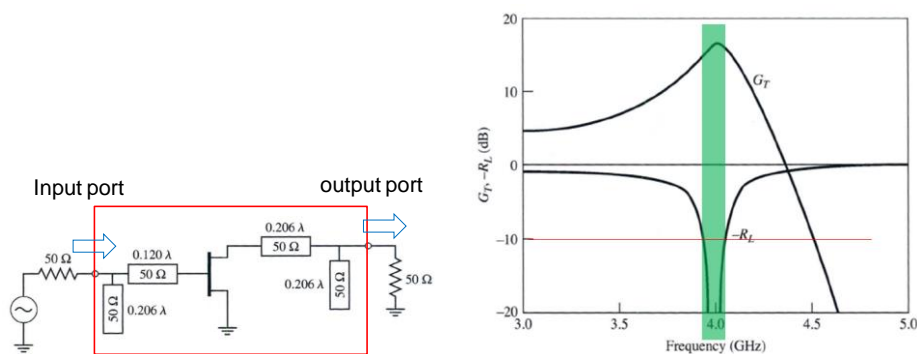 Input port
output port
50 Ω
0.120 λ
50 Ω
0.206 λ
50 Ω
0.206 λ
50 Ω
0.206 λ
50 Ω
50 Ω
20
10
0
-10
-20
G_T, -R_L (dB)
G_T
-R_L
3.0
3.5
4.0
4.5
5.0
Frequency (GHz)